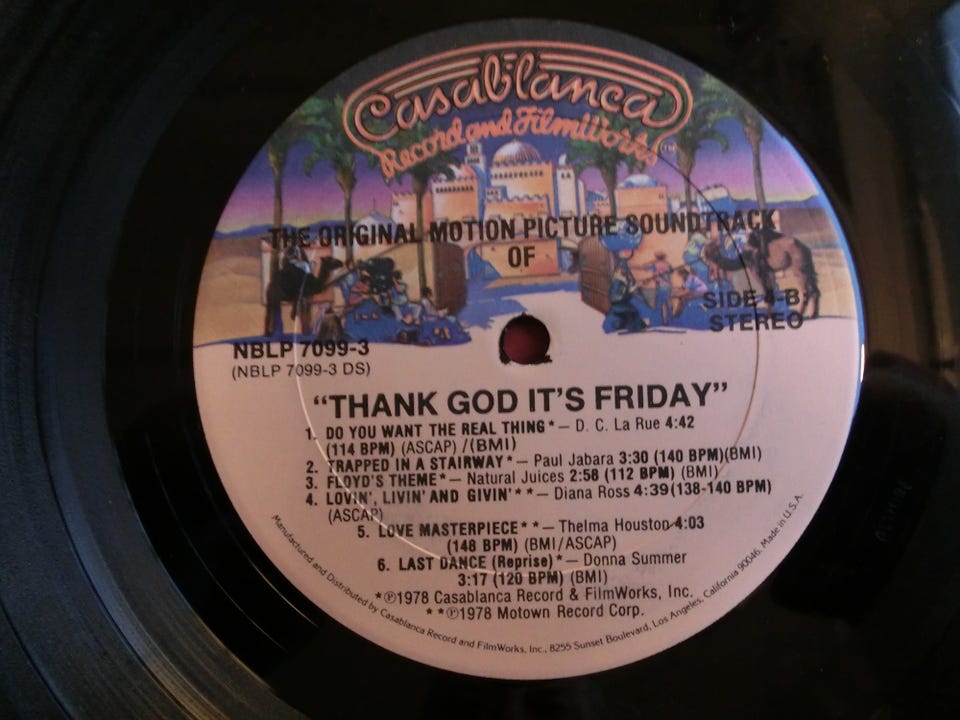 Casablanca
Record and FilmWorks TM
THE ORIGINAL MOTION PICTURE SOUNDTRACK
OF
SIDE 4-B
STEREO
NBLP 7099-3
(NBLP 7099-3 DS)
“THANK GOD IT'S FRIDAY”
1. DO YOU WANT THE REAL THING*— D. C. La Rue 4:42
(114 BPM) (ASCAP) /(BMI)
2. TRAPPED IN A STAIRWAY*— Paul Jabara 3:30 (140 BPM)(BMI)
3. FLOYD'S THEME*— Natural Juices 2:58 (112 BPM) (BMI)
4. LOVIN', LIVIN' AND GIVIN'**— Diana Ross 4:39(138-140 BPM)
(ASCAP)
5. LOVE MASTERPIECE**— Thelma Houston 4:03
(148 BPM) (BMI/ASCAP)
6. LAST DANCE (Reprise)*— Donna Summer
3:17 (120 BPM) (BMI)
*℗1978 Casablanca Record & FilmWorks, Inc.
**℗1978 Motown Record Corp.
Manufactured and Distributed by Casablanca Record and FilmWorks, Inc., 8255 Sunset Boulevard, Los Angeles, California 90046. Made in U.S.A.